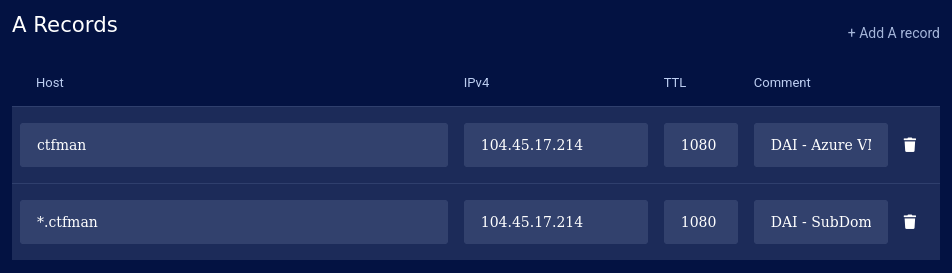 A Records
+ Add A record
Host IPv4 TTL Comment
ctfman 104.45.17.214 1080 DAI - Azure
*.ctfman 104.45.17.214 1080 DAI - SubDom